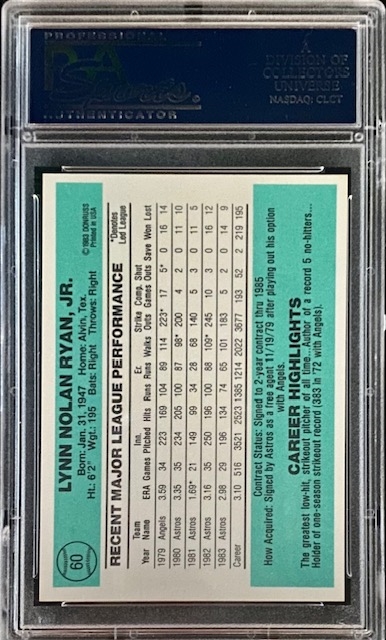 PROFESSIONAL
PSA
Sports
AUTHENTICATOR
DIVISION OF
COLLECTORS
UNIVERSE
NASDAQ: CLCT
60
LYNN NOLAN RYAN, JR.
Born: Jan. 31, 1947 Home: Alvin, Tex.
Ht.: 6'2" Wgt.: 195 Bats: Right Throws: Right
© 1983 DONRUSS
Printed in USA
RECENT MAJOR LEAGUE PERFORMANCE
*Denotes
Led League
Team Inn. Er. Strike Comp. Shut
Year Name ERA Games Pitched Hits Runs Runs Walks Outs Games Outs Save Won Lost
1979 Angels 3.59 34 223 169 104 89 114 223* 17 5* 0 16 14
1980 Astros 3.35 35 234 205 100 87 98* 200 4 2 0 11 10
1981 Astros 1.69* 21 149 99 34 28 68 140 5 3 0 11 5
1982 Astros 3.16 35 250 196 100 88 109* 245 10 3 0 16 12
1983 Astros 2.98 29 196 134 74 65 101 183 5 2 0 14 9
Career 3.10 516 3521 2523 1385 1214 2022 3677 193 52 2 219 195
Contract Status: Signed to 2-year contract thru 1985
How Acquired: Signed by Astros as a free agent 11/19/79 after playing out his option
with Angels.
CAREER HIGHLIGHTS
The greatest low-hit, strikeout pitcher of all time...Author of a record 5 no-hitters...
Holder of one-season strikeout record (383 in '72 with Angels).